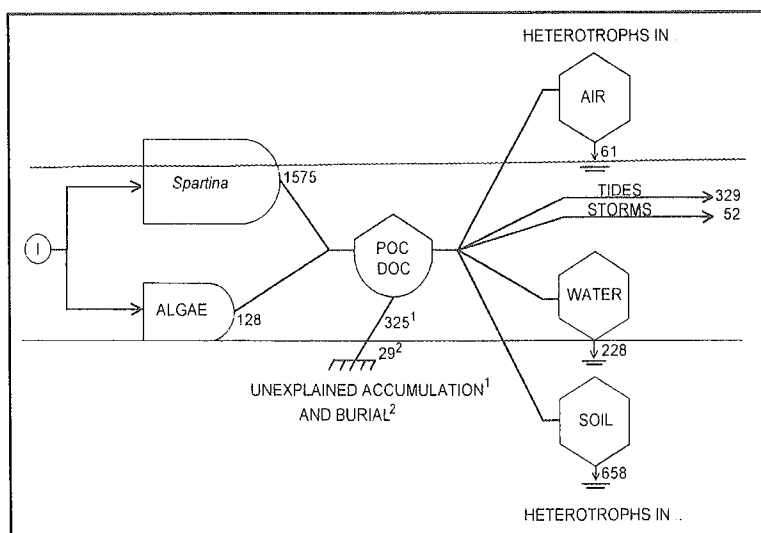 HETEROTROPHS IN ..
AIR
61
Spartina
1575
TIDES
329
STORMS
52
I
POC
DOC
WATER
228
ALGAE
128
325¹
29²
UNEXPLAINED ACCUMULATION¹
AND BURIAL²
SOIL
658
HETEROTROPHS IN ..